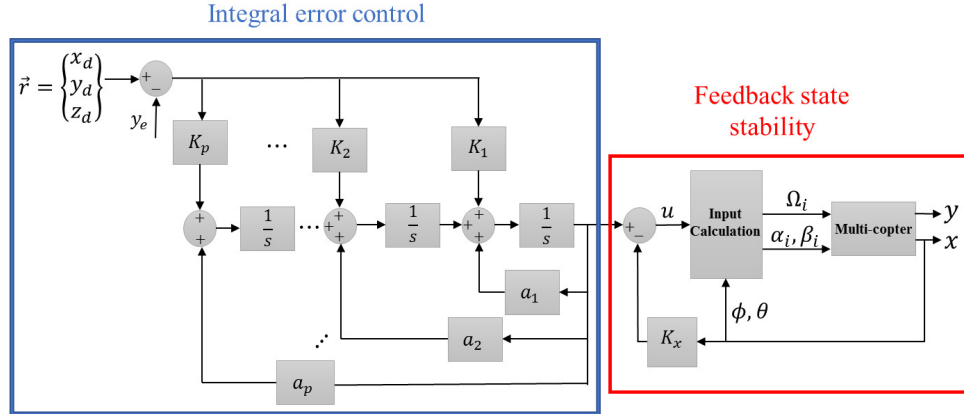 Integral error control
r⃗ = {x_d y_d z_d}
+
−
y_e
K_p
...
K_2
K_1
+
+
1/s
...
+
+
+
1/s
+
+
+
1/s
a_1
a_2
⋰
a_p
Feedback state
stability
+
−
u
Input
Calculation
Ω_i
α_i, β_i
Multi-copter
y
x
ϕ, θ
K_x